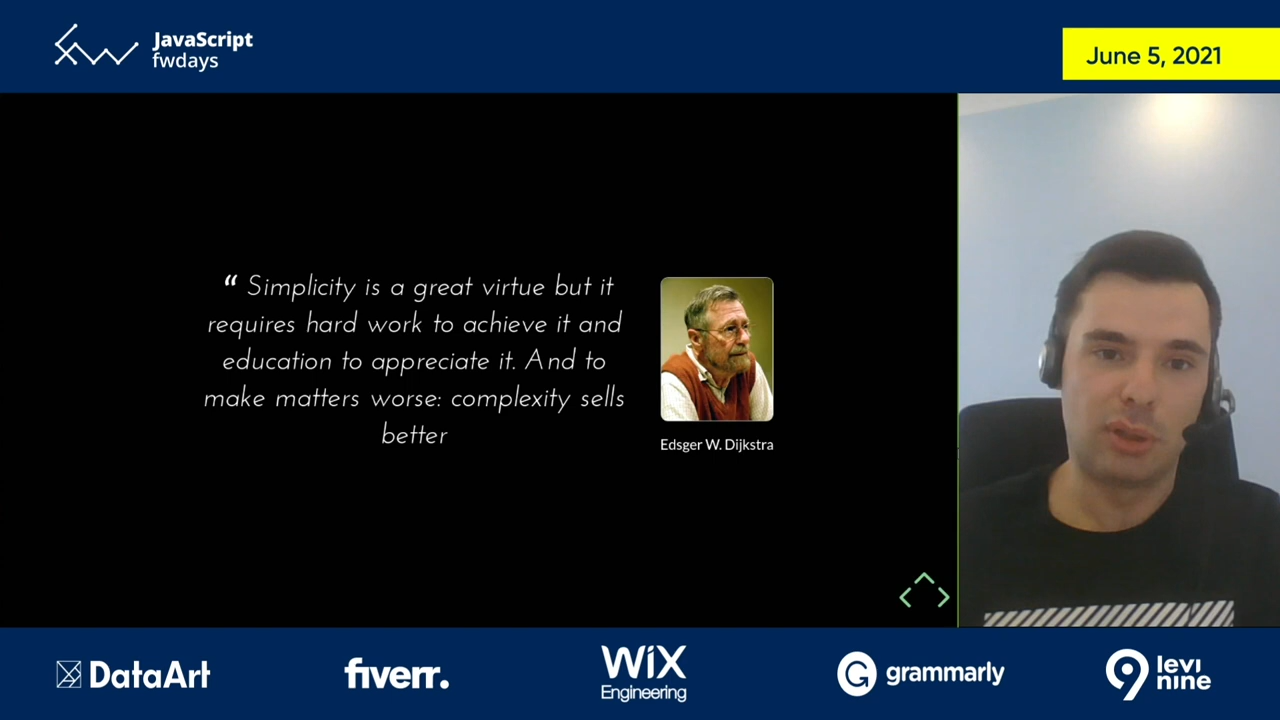 JavaScript
fwdays
June 5, 2021
“ Simplicity is a great virtue but it
requires hard work to achieve it and
education to appreciate it. And to
make matters worse: complexity sells
better
Edsger W. Dijkstra
DataArt
fiverr.
WiX
Engineering
G grammarly
9 levi
nine